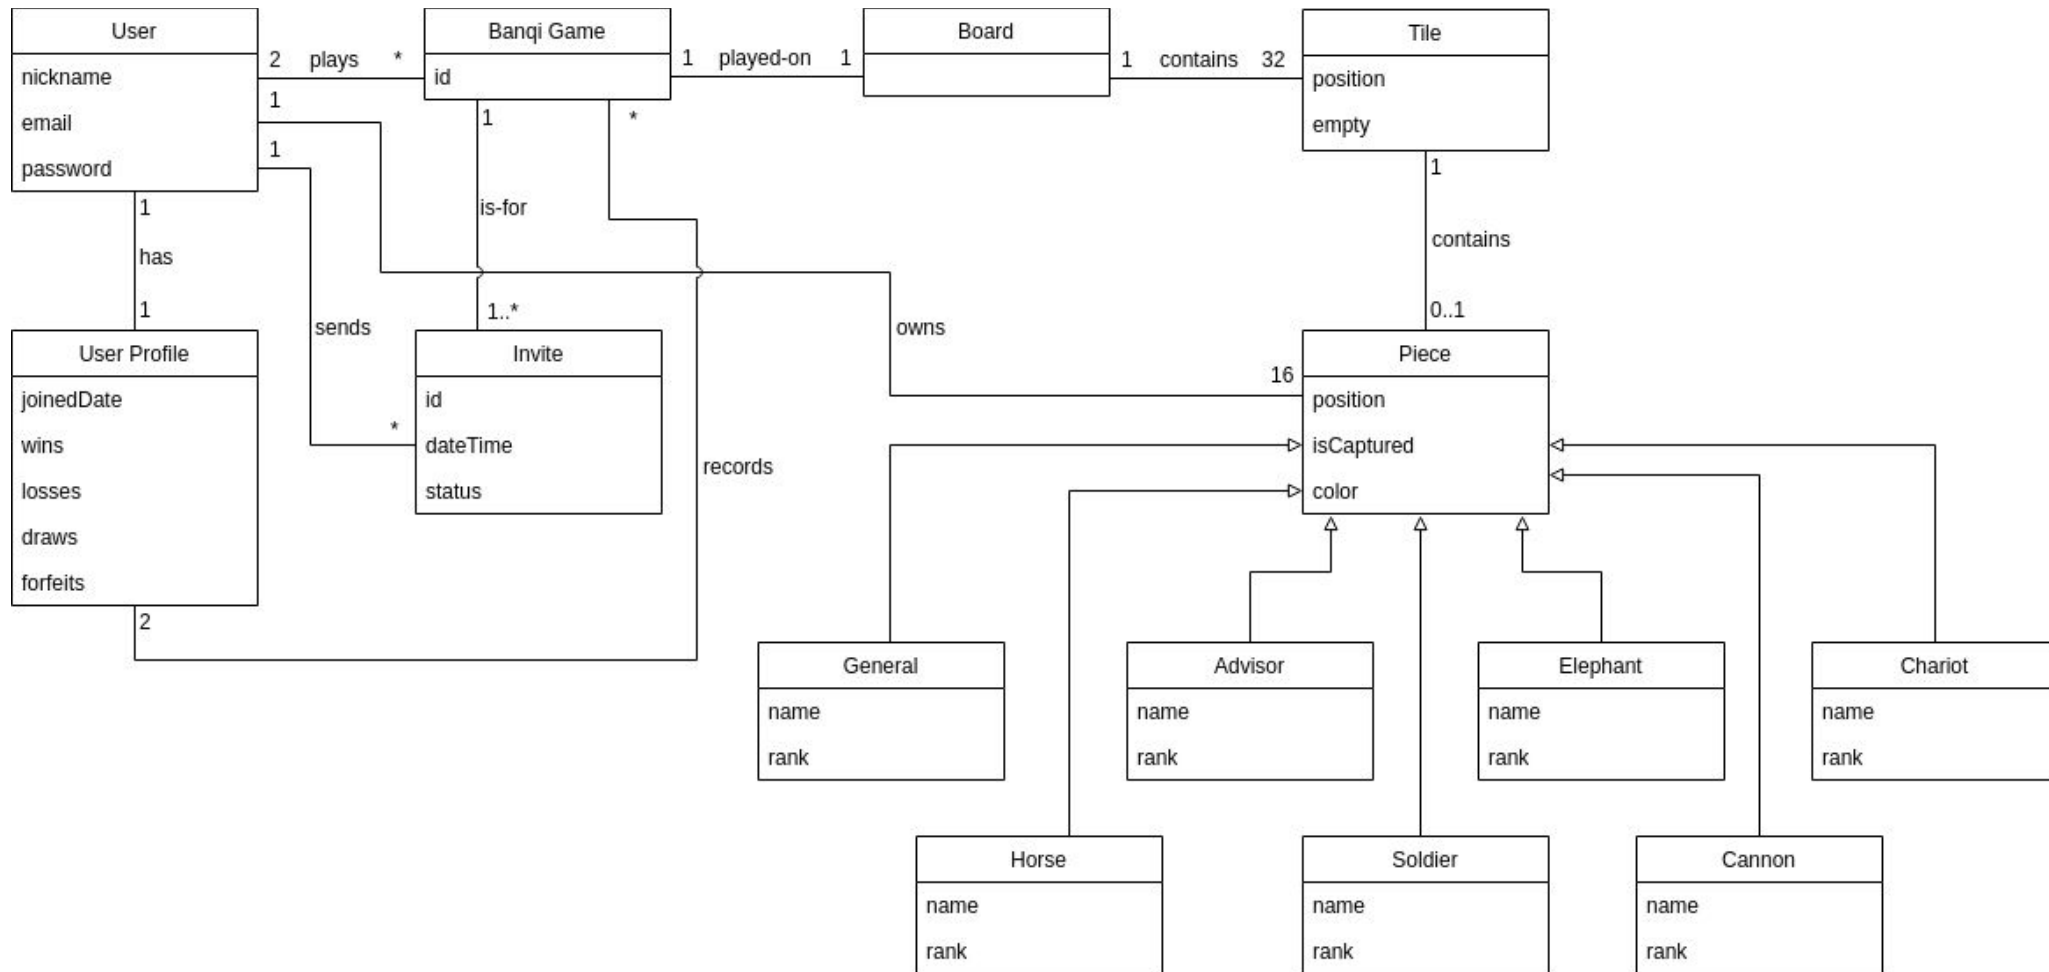 User
nickname
email
password
2 plays *
1
1
Banqi Game
id
1 played-on 1
Board
1 contains 32
Tile
position
empty
1
has
1
sends
*
1
is-for
1..*
*
records
2
owns
16
1
contains
0..1
User Profile
joinedDate
wins
losses
draws
forfeits
Invite
id
dateTime
status
Piece
position
isCaptured
color
General
name
rank
Advisor
name
rank
Elephant
name
rank
Chariot
name
rank
Horse
name
rank
Soldier
name
rank
Cannon
name
rank